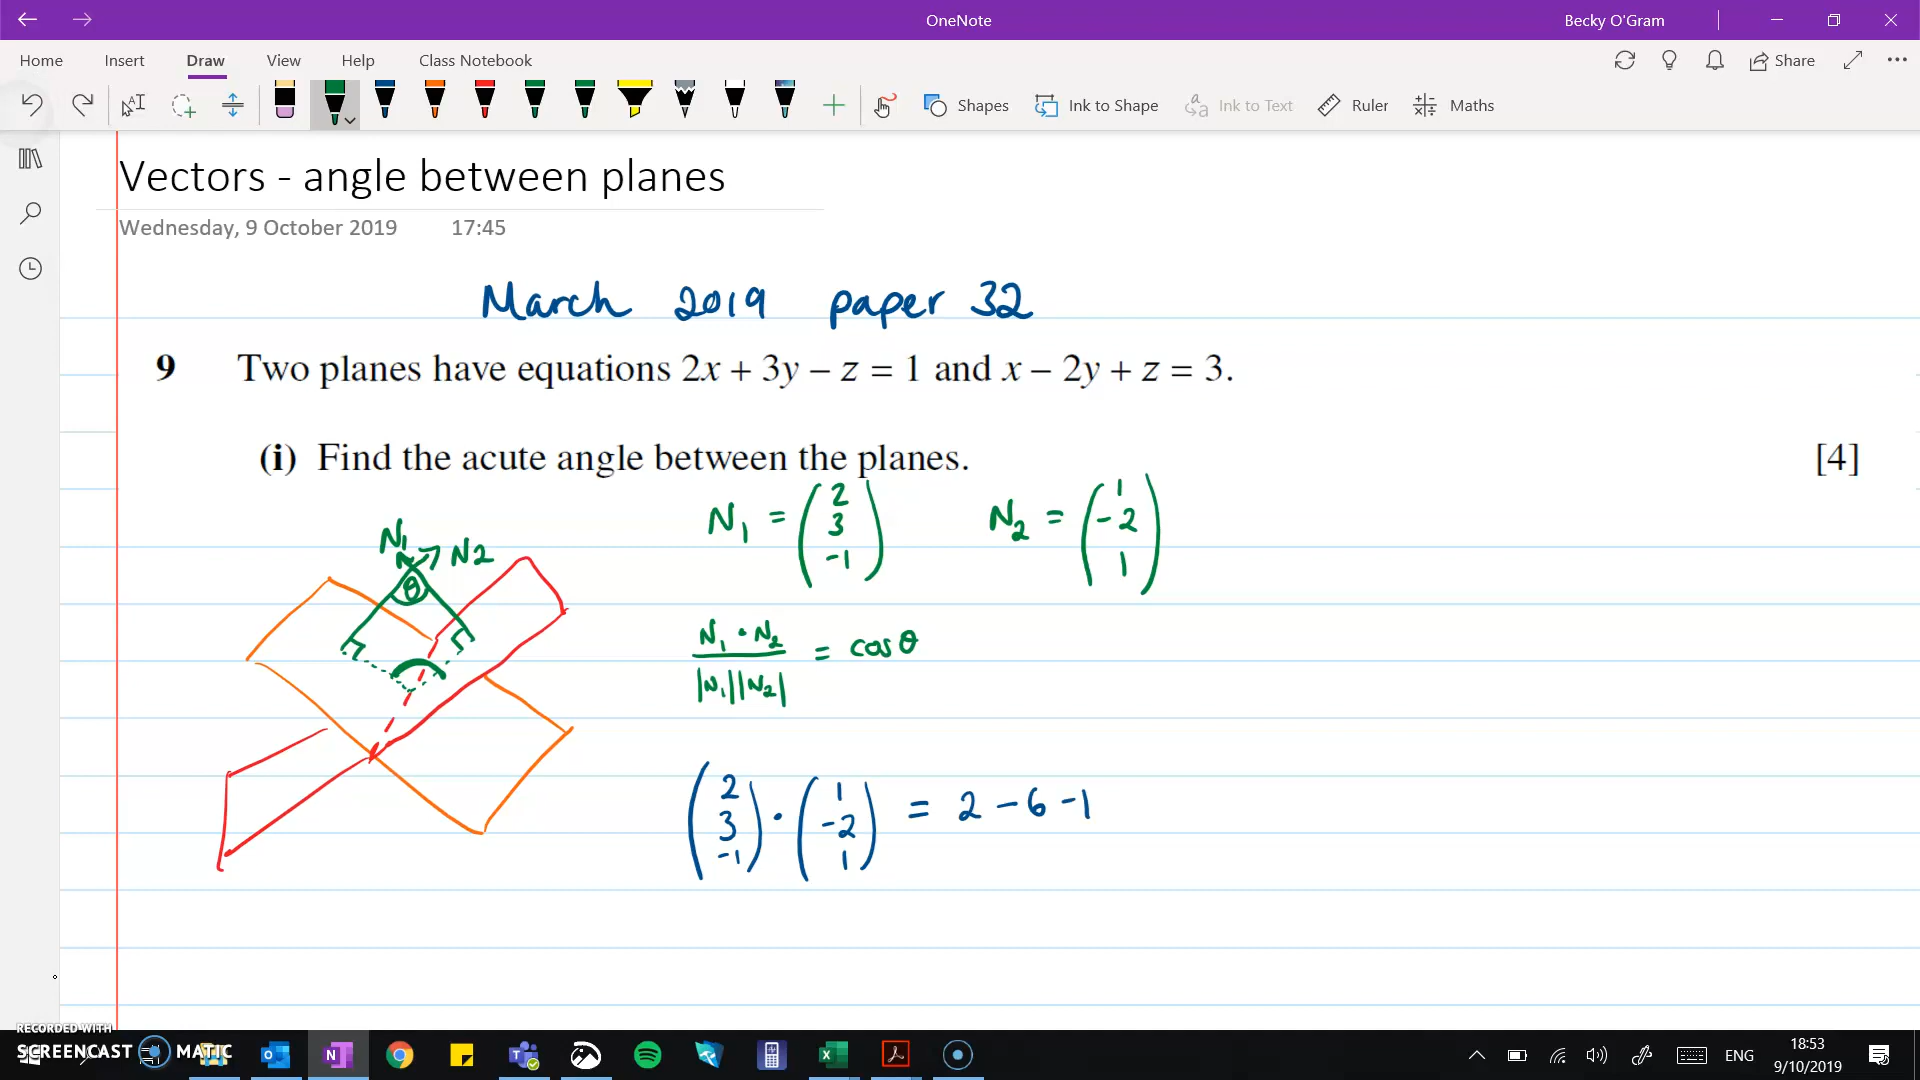 OneNote
Becky O'Gram
Home Insert Draw View Help Class Notebook
Share
Shapes Ink to Shape Ink to Text Ruler Maths
Vectors - angle between planes
Wednesday, 9 October 2019 17:45
March 2019 paper 32
9 Two planes have equations 2x + 3y − z = 1 and x − 2y + z = 3.
(i) Find the acute angle between the planes. [4]
N₁ = (2 3 -1) N₂ = (1 -2 1)
N₁ N2
θ
N₁ · N₂ / |N₁||N₂| = cos θ
(2 3 -1) · (1 -2 1) = 2 - 6 - 1
RECORDED WITH
SCREENCAST MATIC
ENG
18:53
9/10/2019